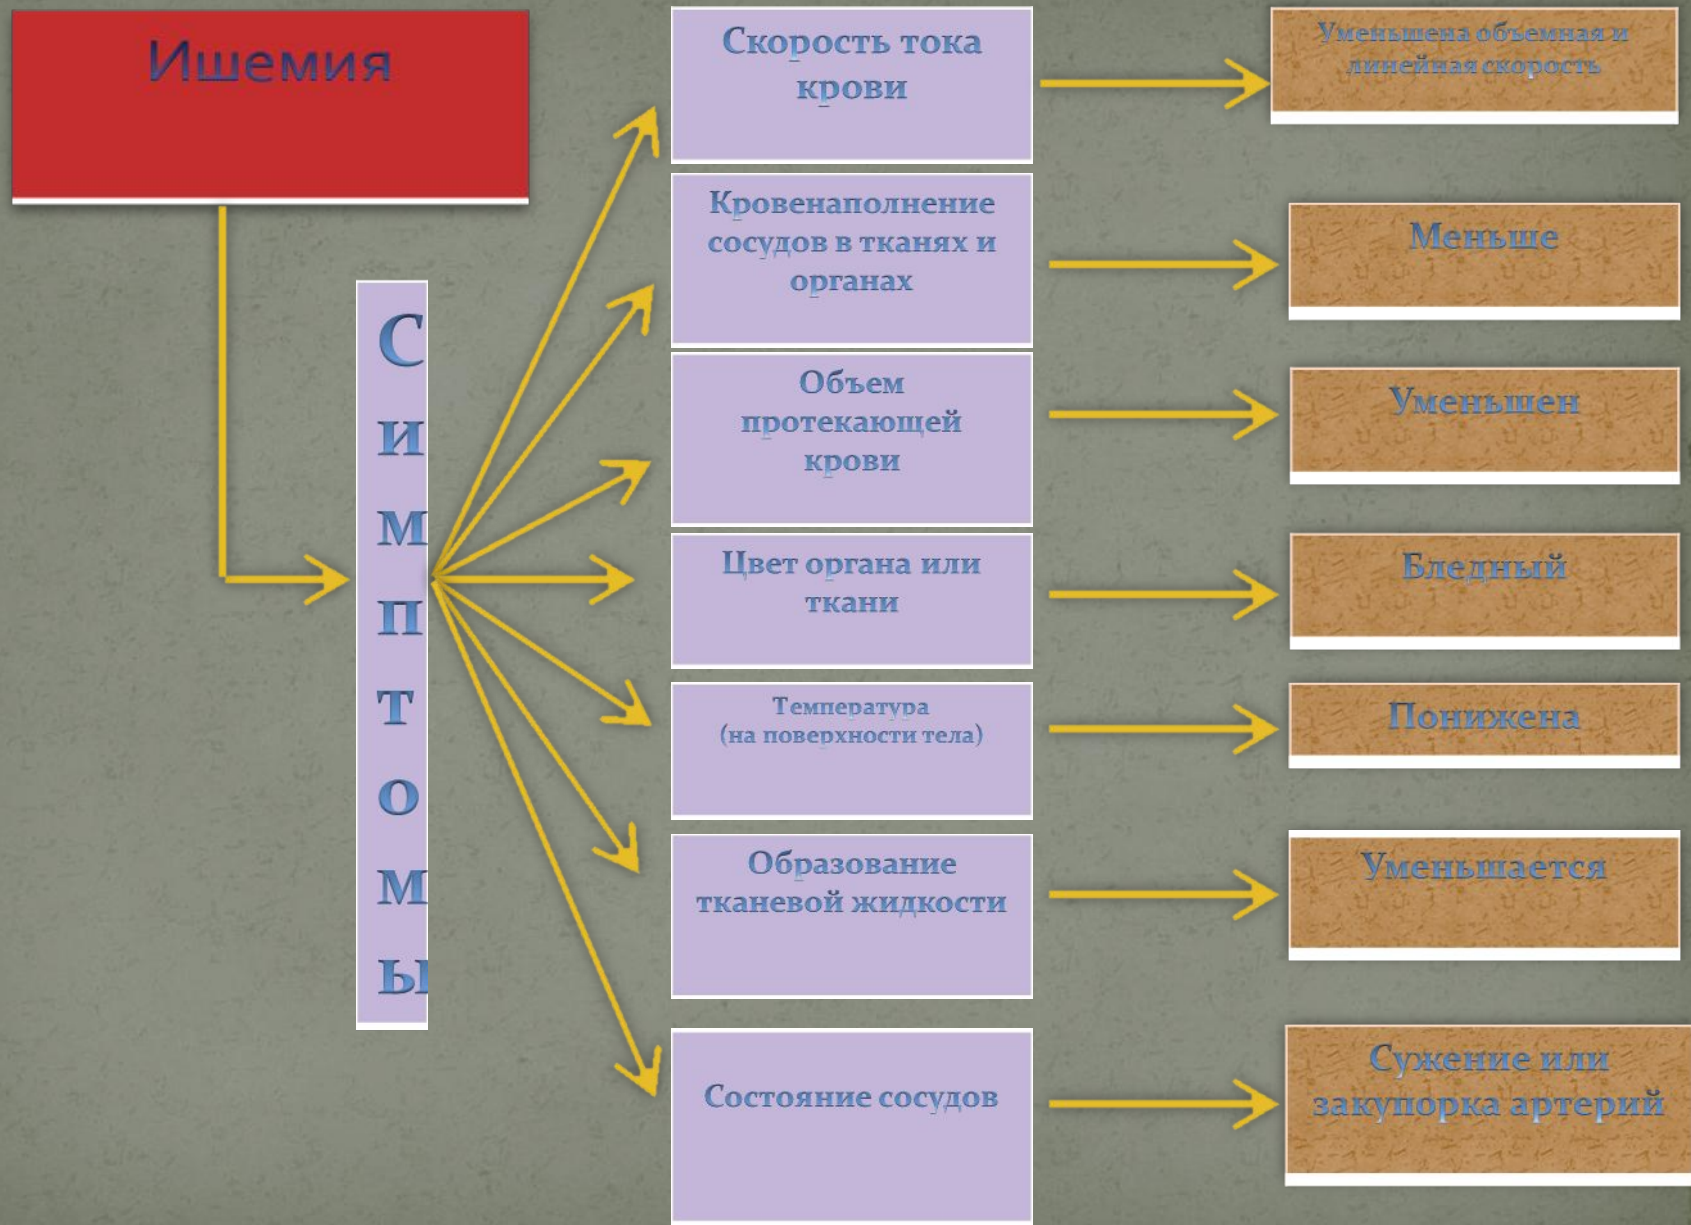 Ишемия
С
и
м
п
т
о
м
ы
Скорость тока
крови
Уменьшена объемная и
линейная скорость
Кровенаполнение
сосудов в тканях и
органах
Меньше
Объем
протекающей
крови
Уменьшен
Цвет органа или
ткани
Бледный
Температура
(на поверхности тела)
Понижена
Образование
тканевой жидкости
Уменьшается
Состояние сосудов
Сужение или
закупорка артерий